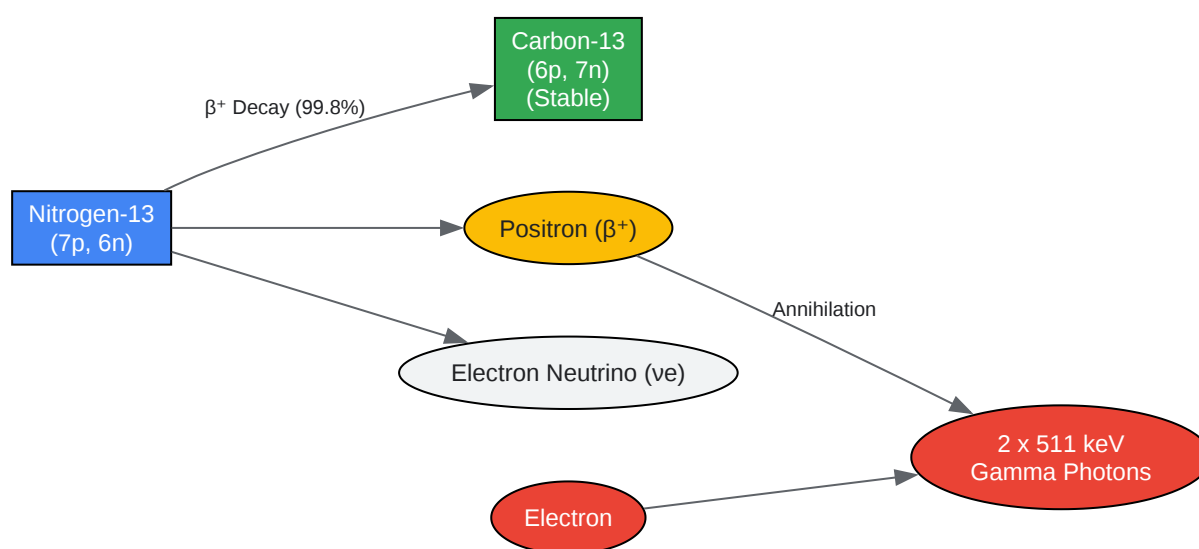 Carbon-13
(6p, 7n)
(Stable)
β⁺ Decay (99.8%)
Nitrogen-13
(7p, 6n)
Positron (β⁺)
Annihilation
Electron Neutrino (νe)
2 x 511 keV
Gamma Photons
Electron